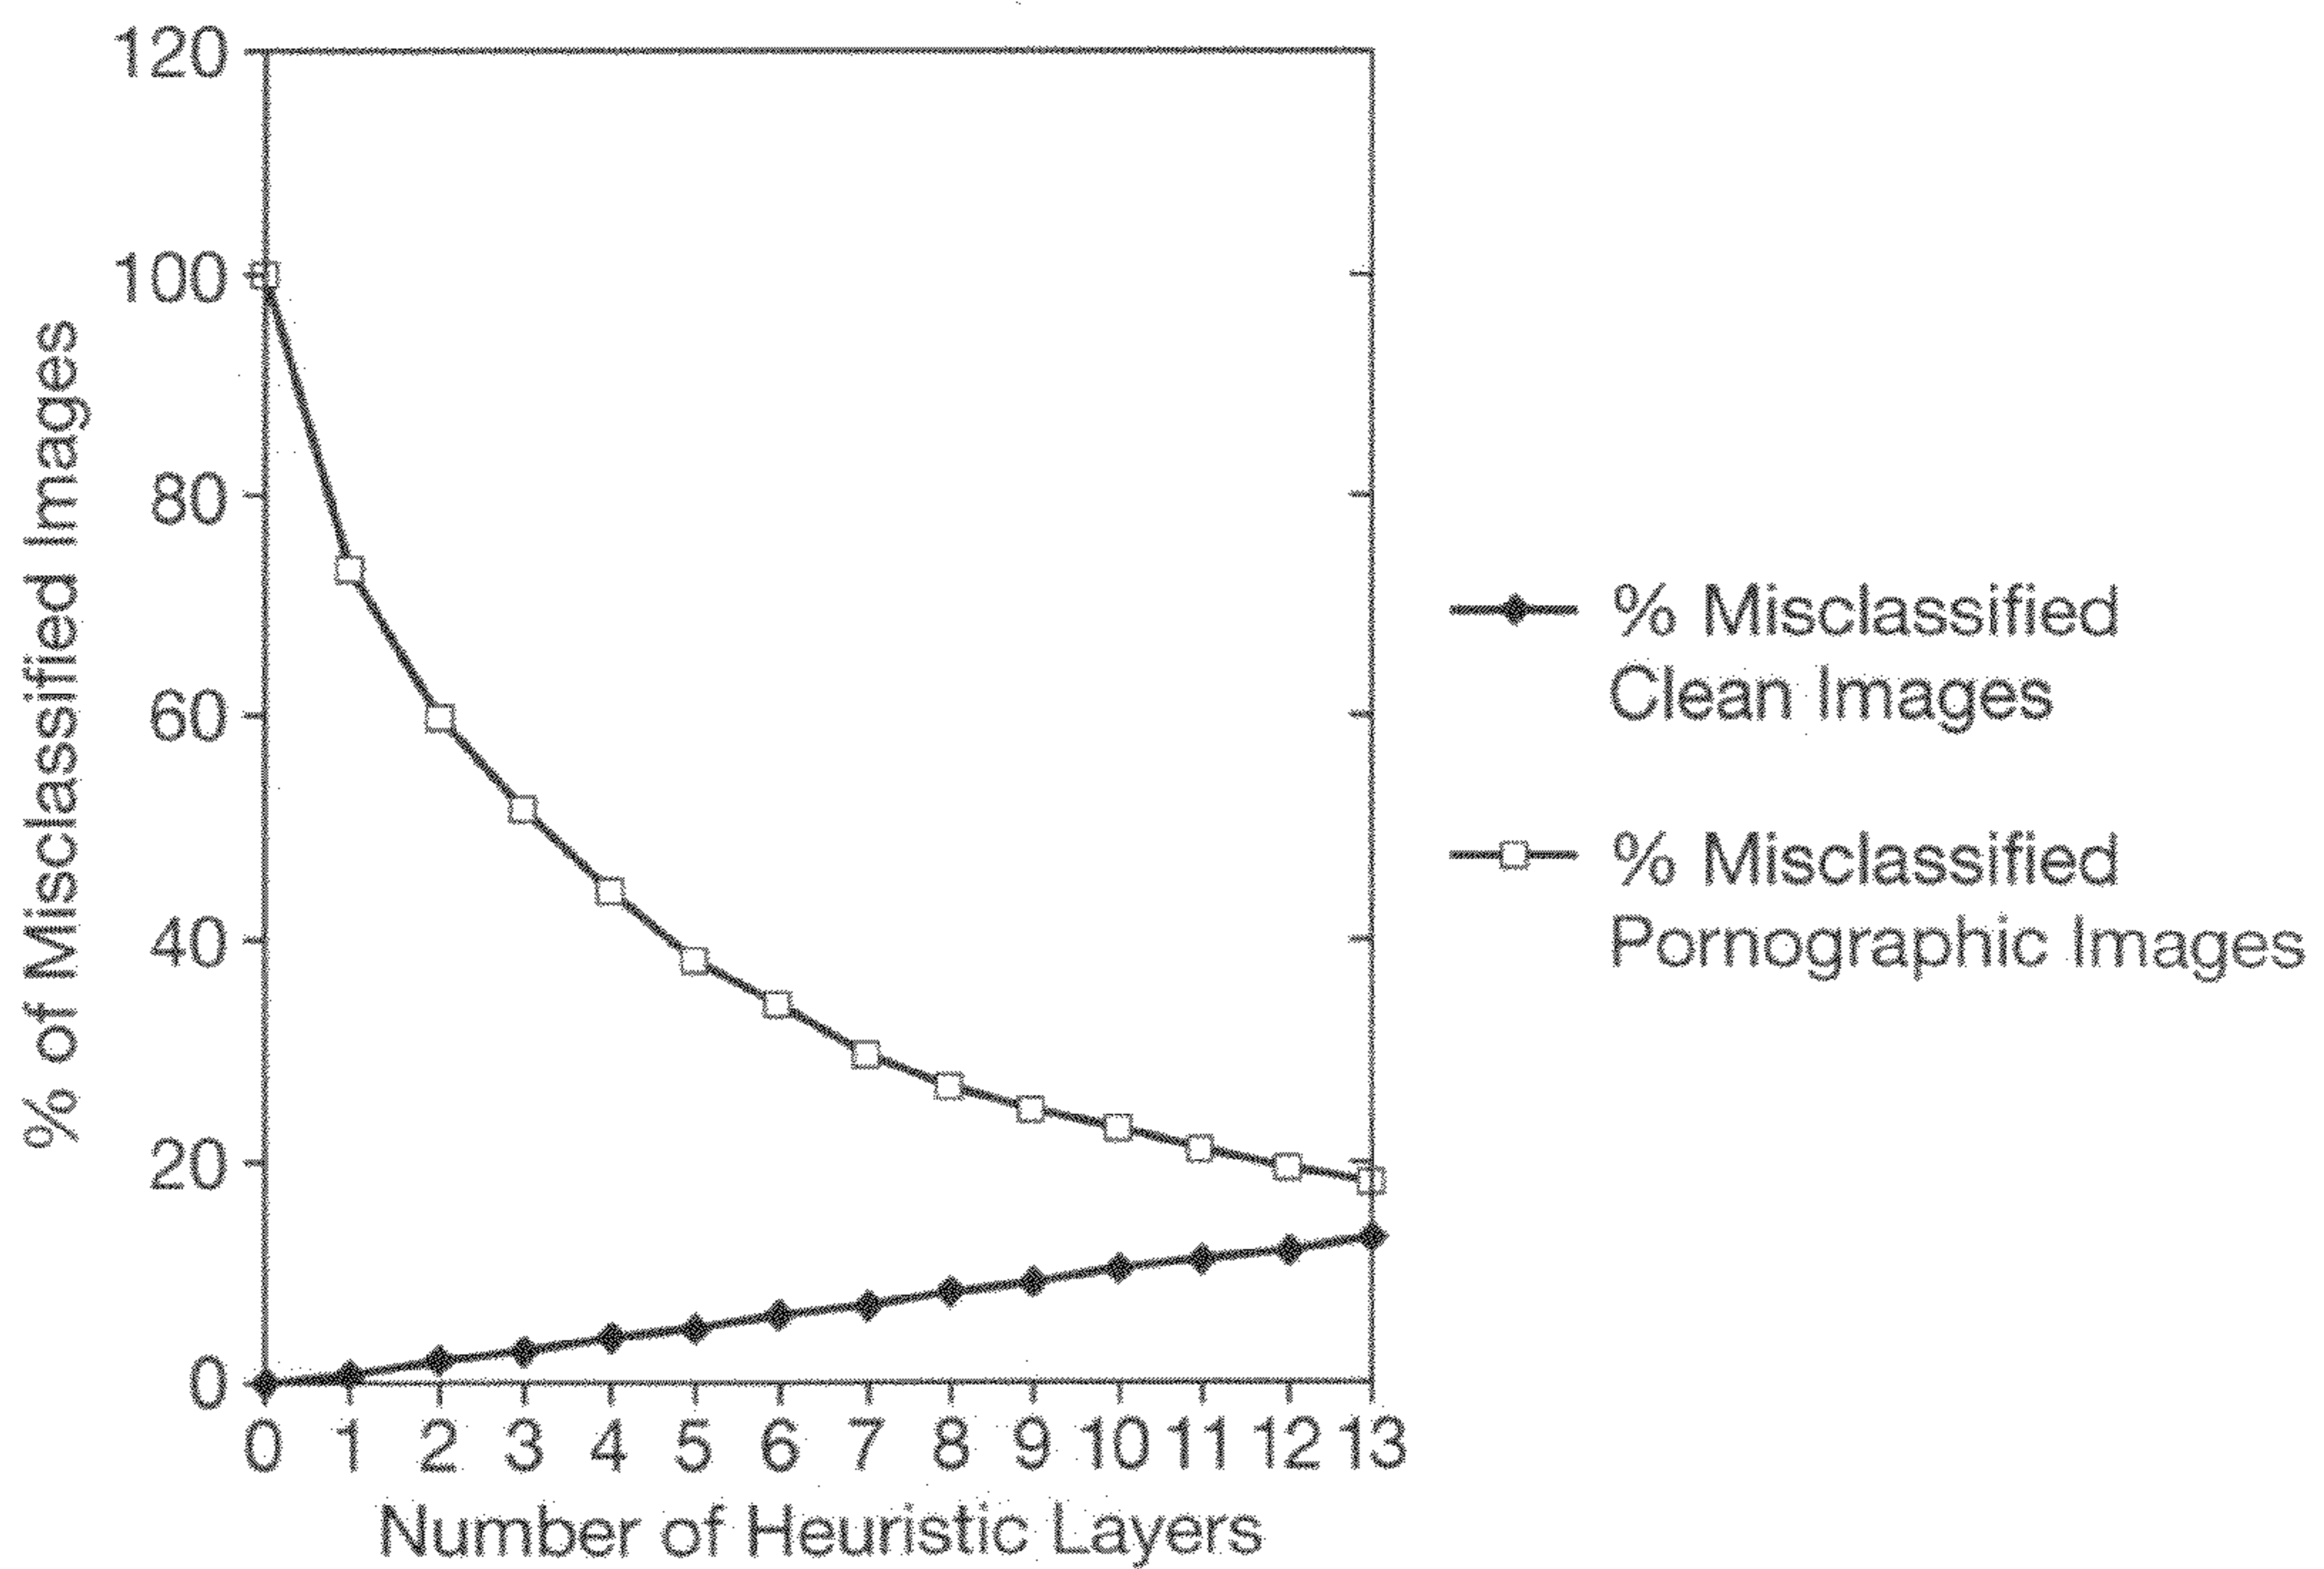 120
100
80
60
40
20
0
% of Misclassified Images
0 1 2 3 4 5 6 7 8 9 10 11 12 13
Number of Heuristic Layers
% Misclassified
Clean Images
% Misclassified
Pornographic Images